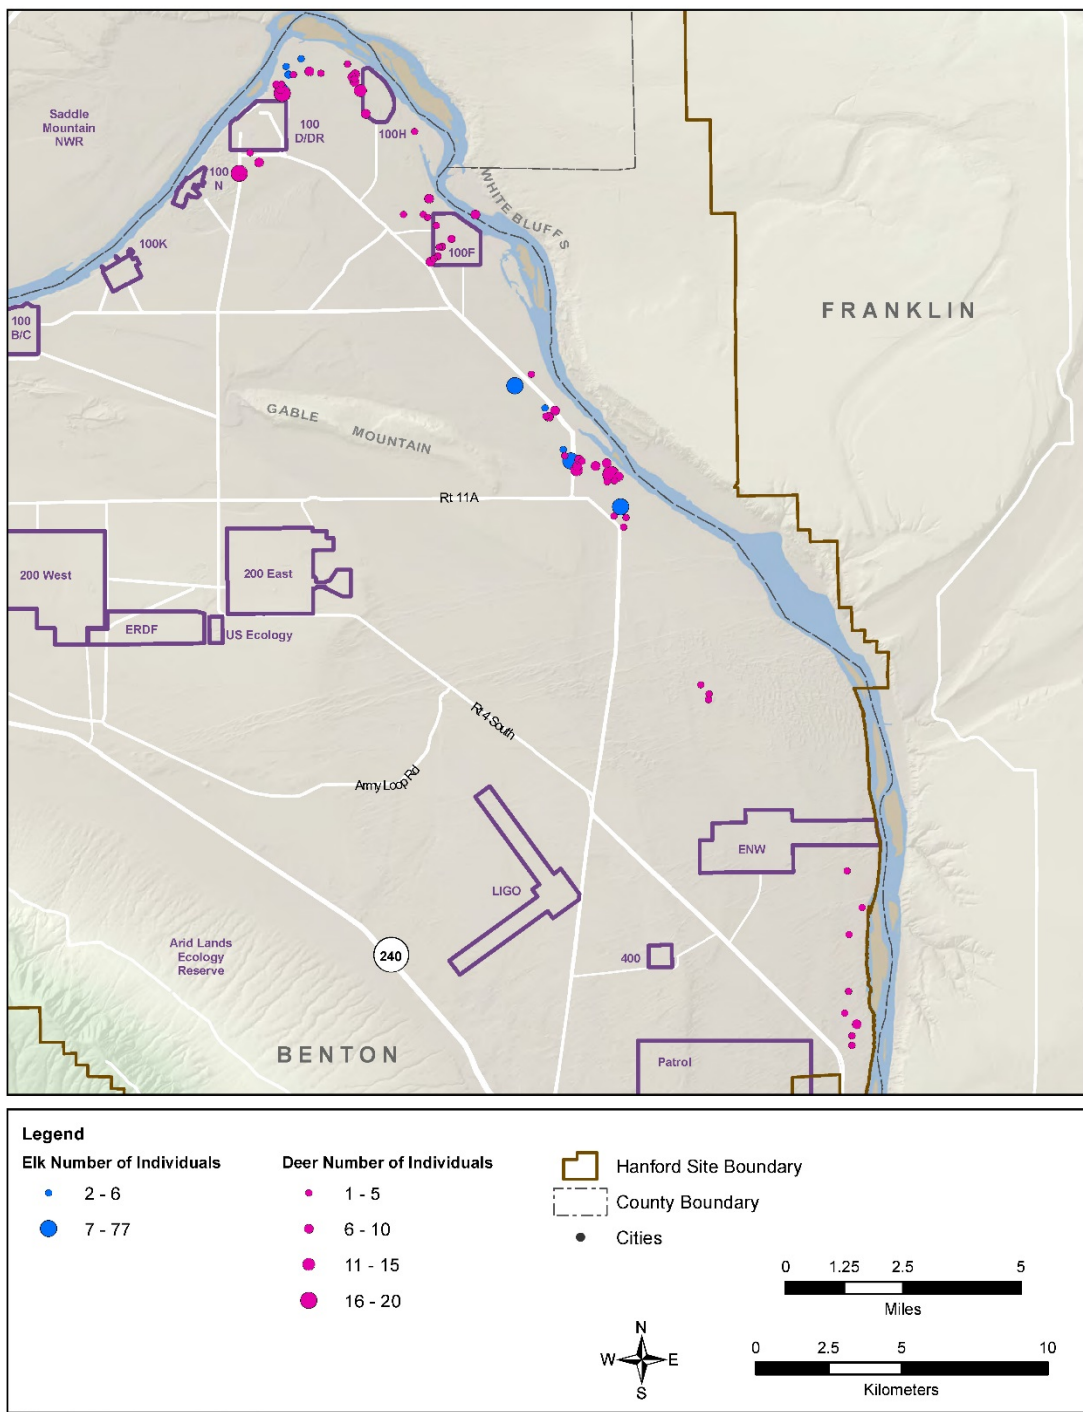 Saddle
Mountain
NWR
100
D/DR
100H
100
N
WHITE BLUFFS
100K
100F
100
B/C
FRANKLIN
GABLE
MOUNTAIN
Rt 11A
200 West
200 East
ERDF
US Ecology
Rt 4 South
Army Loop Rd
ENW
LIGO
Arid Lands
Ecology
Reserve
240
400
BENTON
Patrol
Legend
Elk Number of Individuals
2 - 6
7 - 77
Deer Number of Individuals
1 - 5
6 - 10
11 - 15
16 - 20
Hanford Site Boundary
County Boundary
Cities
0 1.25 2.5 5
Miles
N
W E
S
0 2.5 5 10
Kilometers